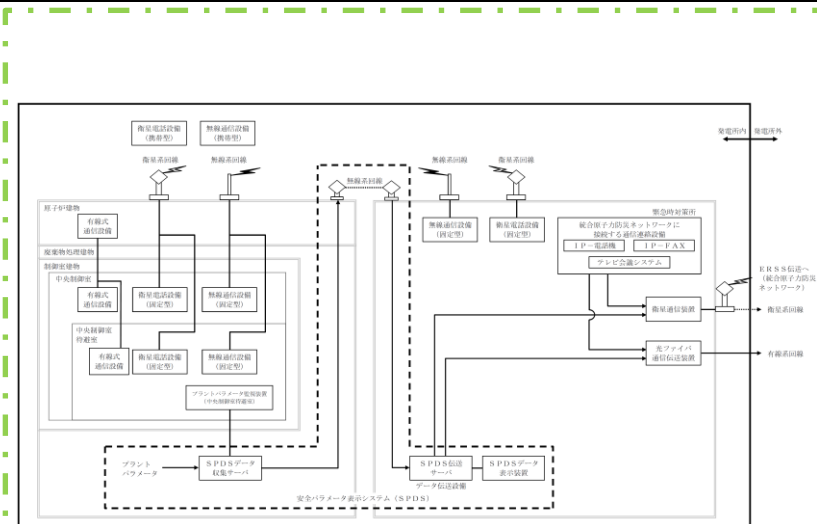 衛星電話設備
(携帯型)
無線通信設備
(携帯型)
発電所内
発電所外
衛星系回線
無線系回線
無線系回線
無線系回線
衛星系回線
原子炉建物
有線式
通信設備
廃棄物処理建物
制御室建物
中央制御室
有線式
通信設備
衛星電話設備
(固定型)
無線通信設備
(固定型)
中央制御室
待避室
有線式
通信設備
衛星電話設備
(固定型)
無線通信設備
(固定型)
プラントパラメータ監視装置
(中央制御室待避室)
プラント
パラメータ
SPDSデータ
収集サーバ
無線通信設備
(固定型)
衛星電話設備
(固定型)
緊急時対策所
統合原子力防災ネットワークに
接続する通信連絡設備
IP-電話機
IP-FAX
テレビ会議システム
衛星通信装置
光ファイバ
通信伝送装置
ERSS伝送へ
(統合原子力防災
ネットワーク)
衛星系回線
有線系回線
SPDS伝送
サーバ
SPDSデータ
表示装置
データ伝送設備
安全パラメータ表示システム(SPDS)